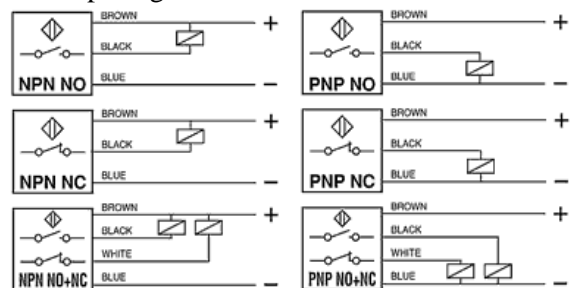 BROWN
+
BLACK
NPN NO
BLUE
−
BROWN
+
BLACK
PNP NO
BLUE
−
BROWN
+
BLACK
NPN NC
BLUE
−
BROWN
+
BLACK
PNP NC
BLUE
−
BROWN
+
BLACK
WHITE
NPN NO+NC
BLUE
−
BROWN
+
BLACK
WHITE
PNP NO+NC
BLUE
−